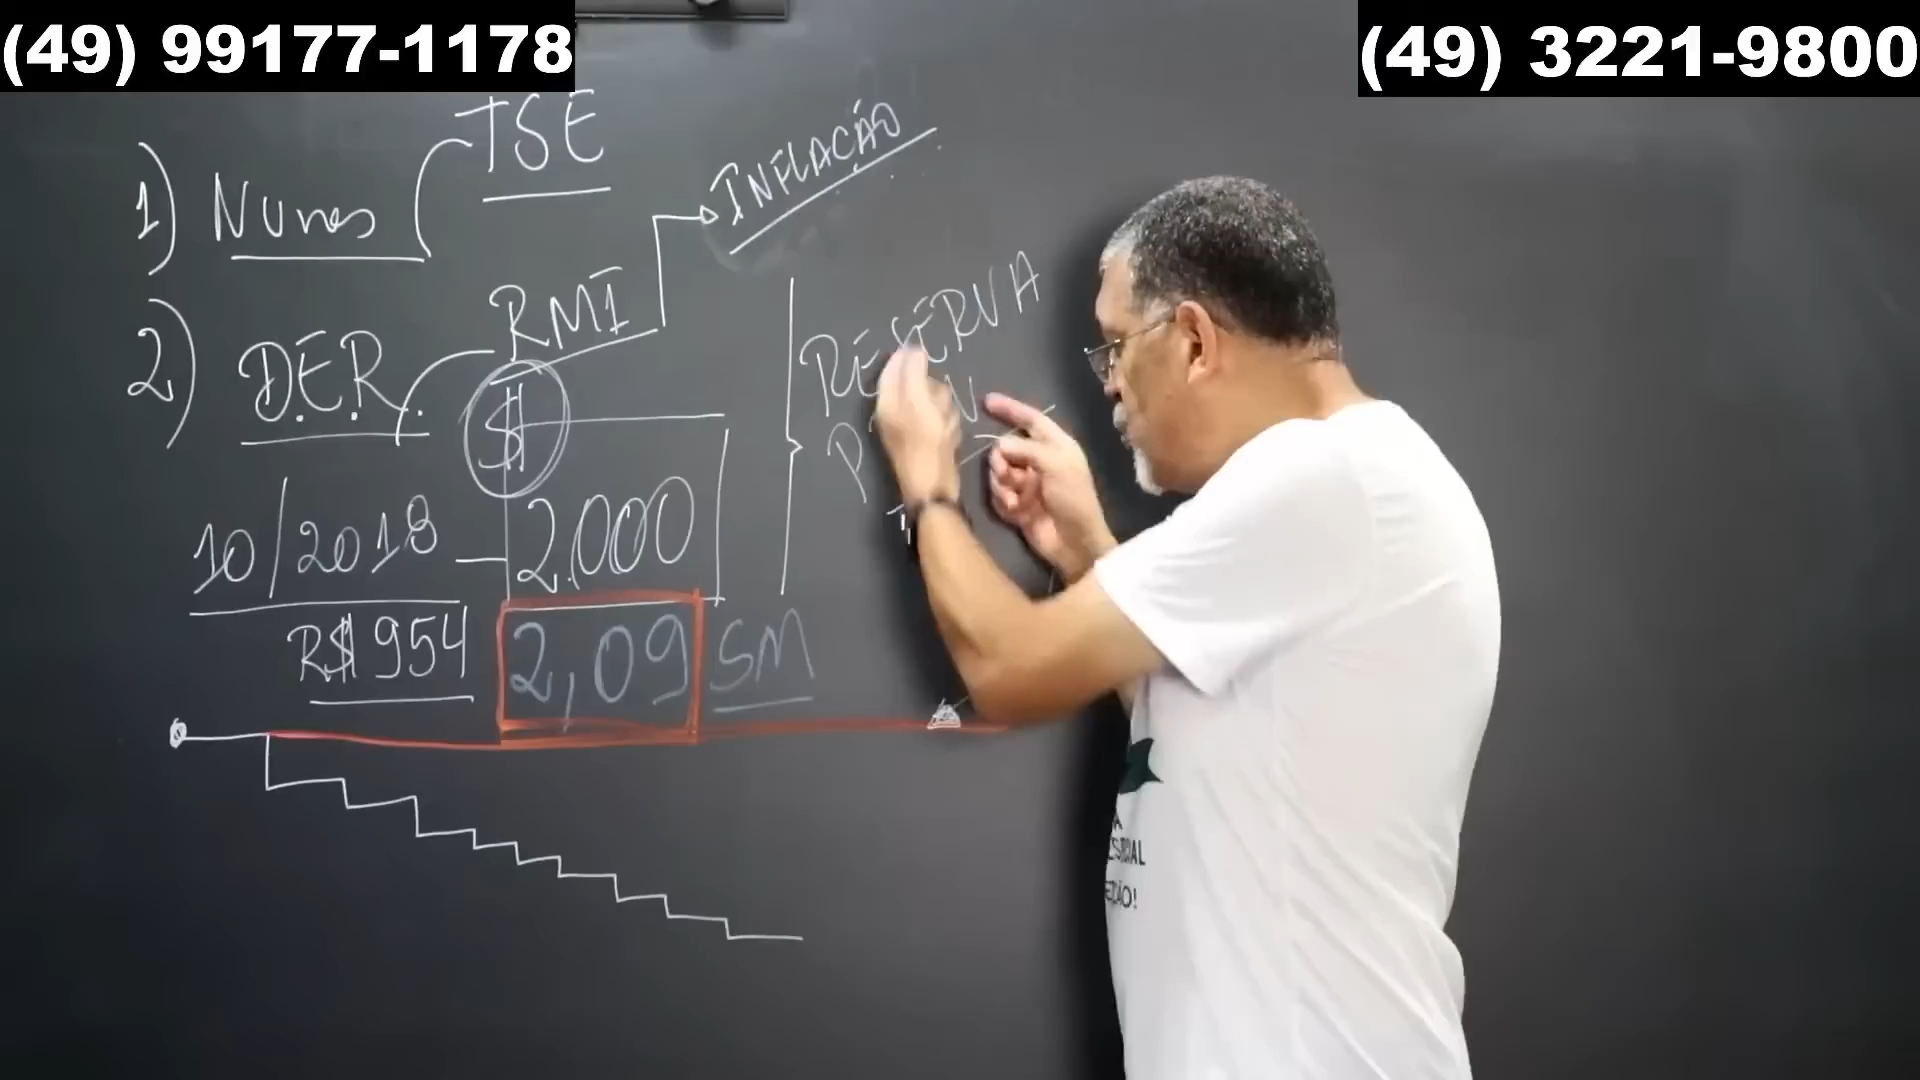 (49) 99177-1178
(49) 3221-9800
TSE
1) Nunes
INFLAÇÃO
RMI
2) D.E.R.
$
RESERVA
10/2018
2.000
R$ 954
2,09 SM